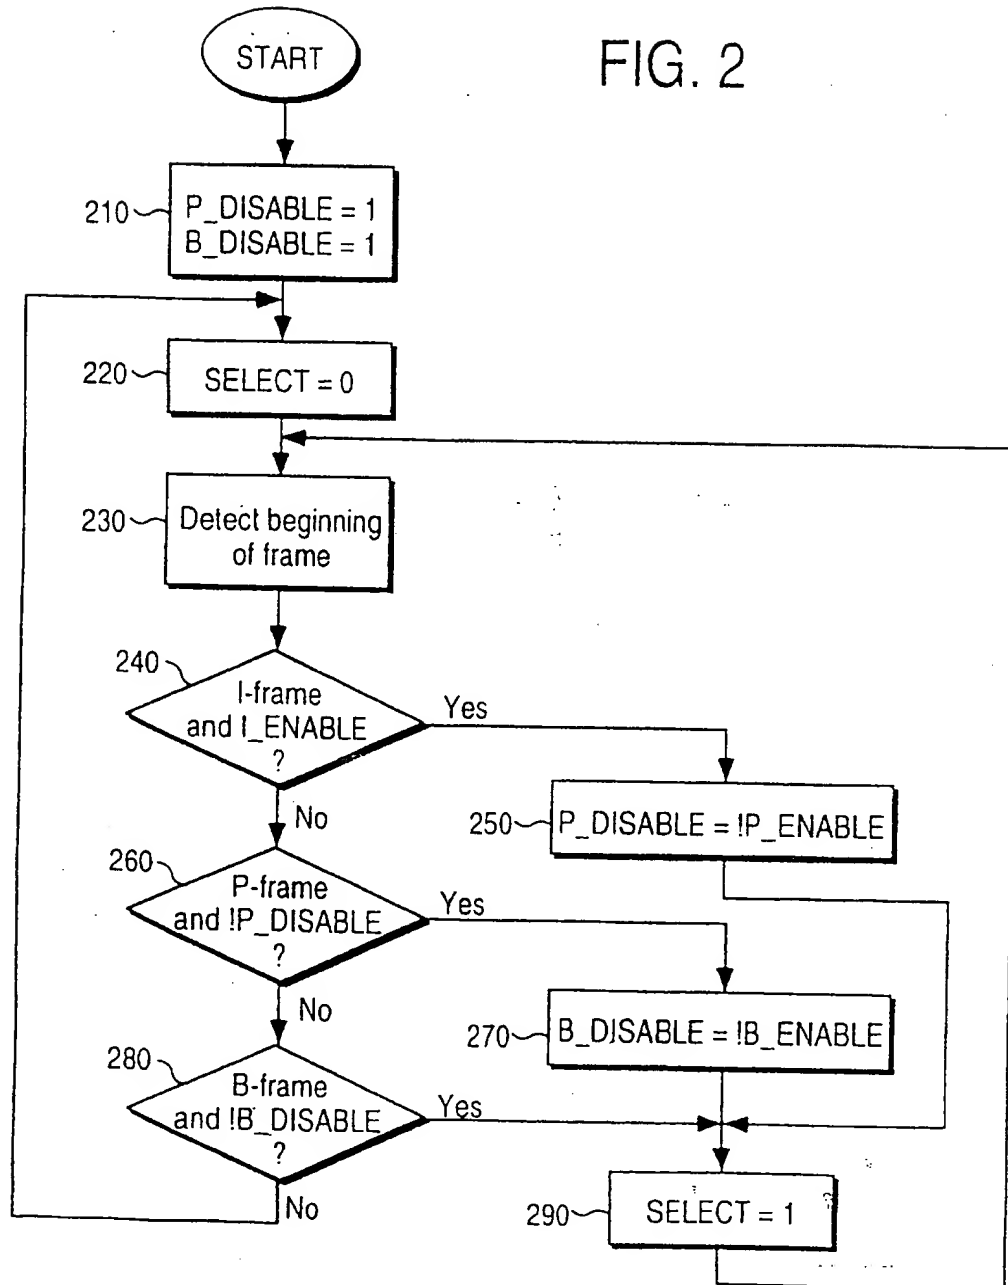 FIG. 2
START
210
P_DISABLE = 1
B_DISABLE = 1
220
SELECT = 0
230
Detect beginning
of frame
240
I-frame
and I_ENABLE
?
Yes
No
250
P_DISABLE = !P_ENABLE
260
P-frame
and !P_DISABLE
?
Yes
No
270
B_DISABLE = !B_ENABLE
280
B-frame
and !B_DISABLE
?
Yes
No
290
SELECT = 1